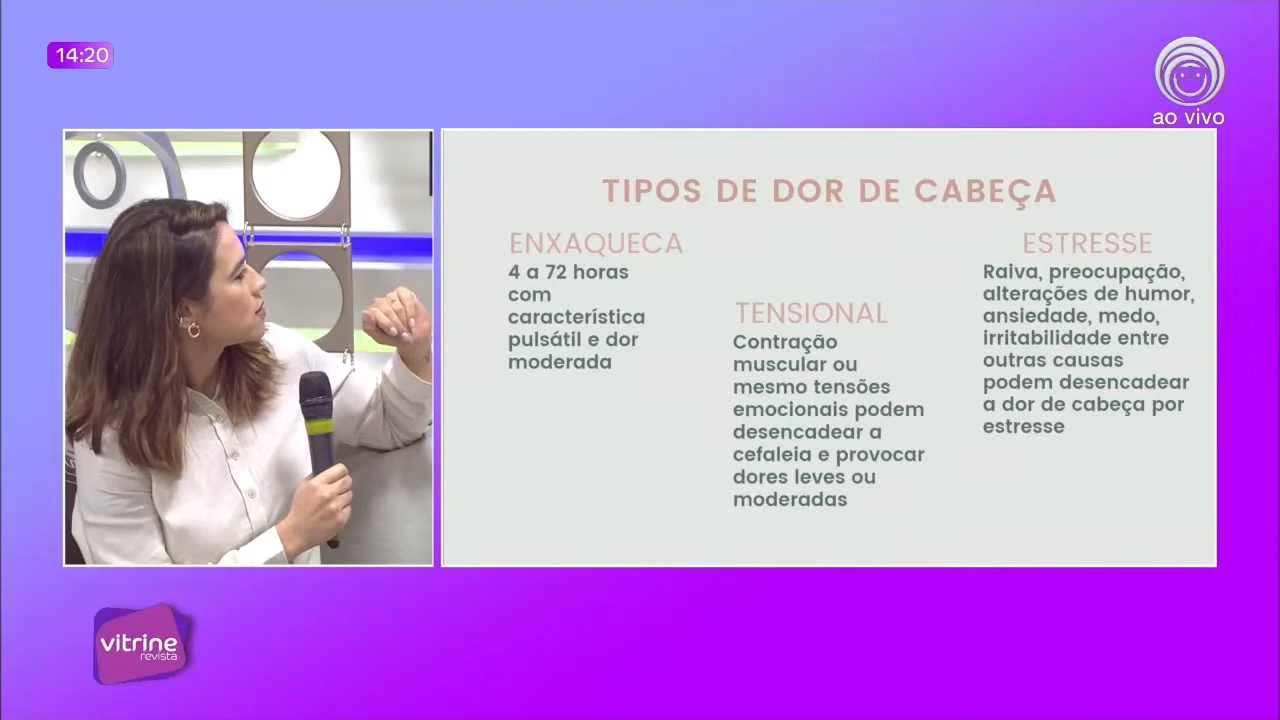 14:20
ao vivo
TIPOS DE DOR DE CABEÇA
ENXAQUECA
4 a 72 horas
com
característica
pulsátil e dor
moderada
TENSIONAL
Contração
muscular ou
mesmo tensões
emocionais podem
desencadear a
cefaleia e provocar
dores leves ou
moderadas
ESTRESSE
Raiva, preocupação,
alterações de humor,
ansiedade, medo,
irritabilidade entre
outras causas
podem desencadear
a dor de cabeça por
estresse
vitrine
revista